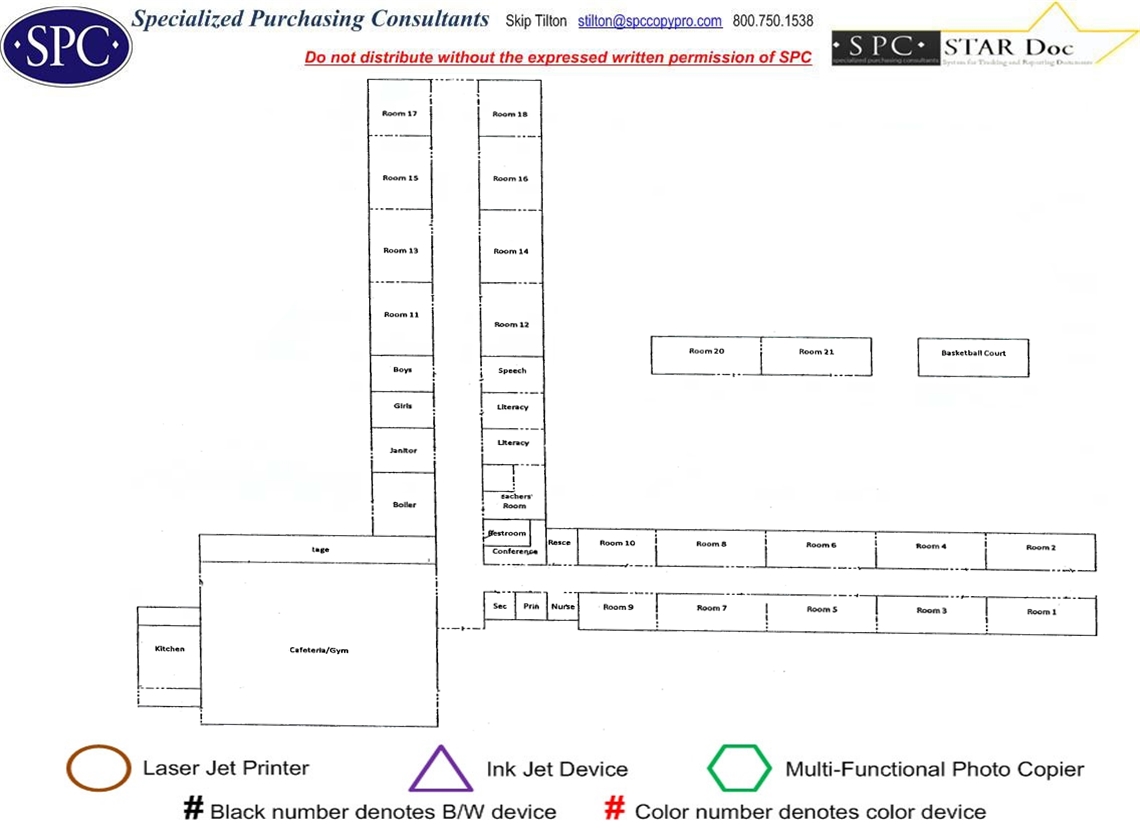 Specialized Purchasing Consultants Skip Tilton stilton@spccopypro.com 800.750.1538
·SPC·
·SPC· STAR Doc
specialized purchasing consultants System for Tracking and Reporting Documents
Do not distribute without the expressed written permission of SPC
Room 17 Room 18
Room 15 Room 16
Room 13 Room 14
Room 11 Room 12
Room 20 Room 21 Basketball Court
Boys Speech
Girls Literacy
Janitor Literacy
Boiler eachers'
Room
Restroom
Conference
Resce Room 10 Room 8 Room 6 Room 4 Room 2
tage
Sec Prin Nurse Room 9 Room 7 Room 5 Room 3 Room 1
Kitchen Cafeteria/Gym
Laser Jet Printer Ink Jet Device Multi-Functional Photo Copier
# Black number denotes B/W device # Color number denotes color device